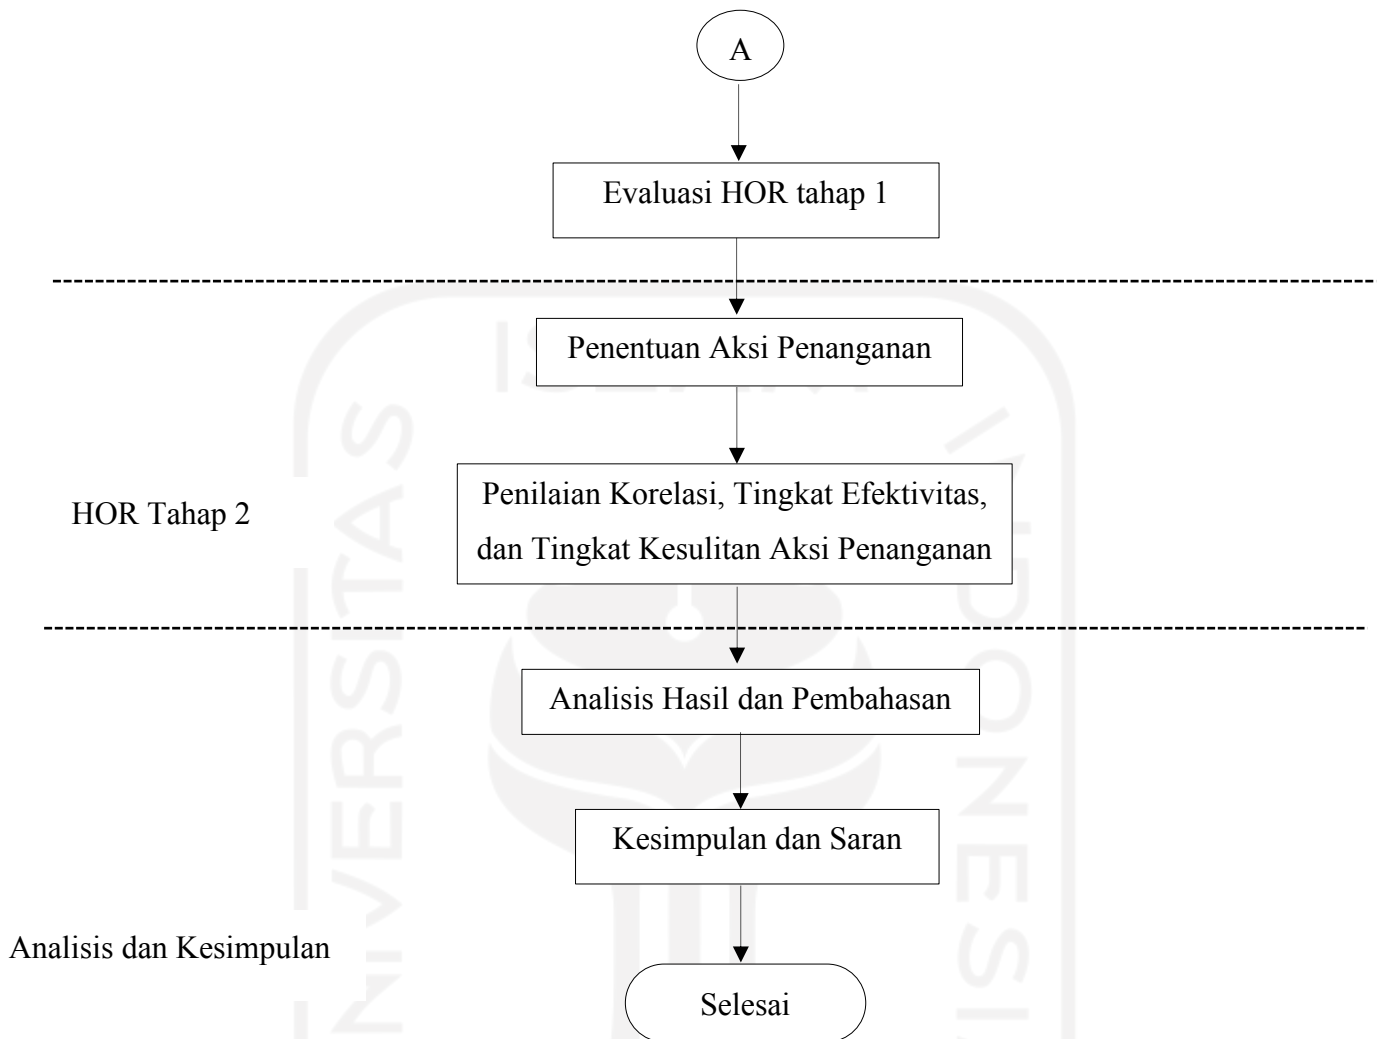 A
Evaluasi HOR tahap 1
Penentuan Aksi Penanganan
HOR Tahap 2
Penilaian Korelasi, Tingkat Efektivitas,
dan Tingkat Kesulitan Aksi Penanganan
Analisis Hasil dan Pembahasan
Kesimpulan dan Saran
Analisis dan Kesimpulan
Selesai